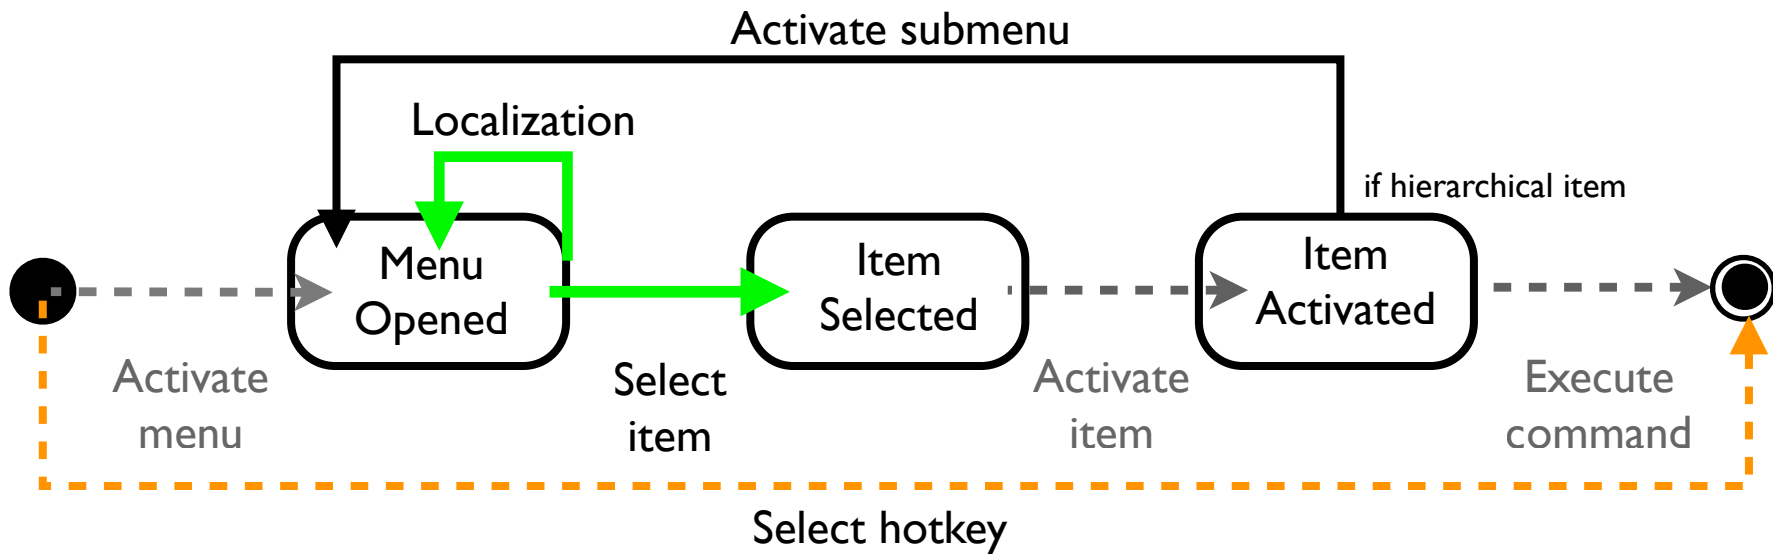 Activate submenu
Localization
if hierarchical item
Menu
Opened
Item
Selected
Item
Activated
Activate
menu
Select
item
Activate
item
Execute
command
Select hotkey